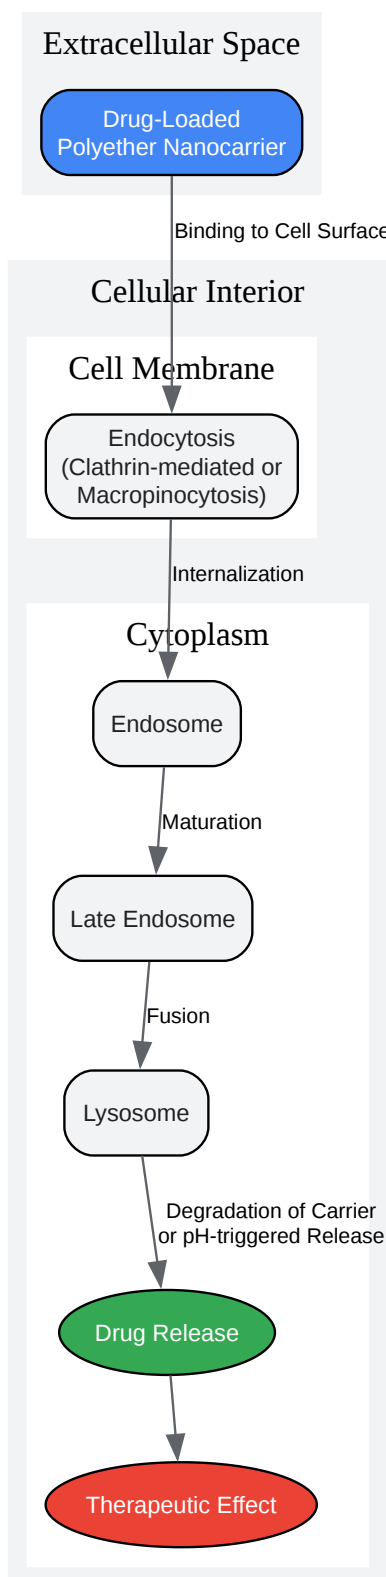 Extracellular Space
Drug-Loaded
Polyether Nanocarrier
Binding to Cell Surface
Cellular Interior
Cell Membrane
Endocytosis
(Clathrin-mediated or
Macropinocytosis)
Internalization
Cytoplasm
Endosome
Maturation
Late Endosome
Fusion
Lysosome
Degradation of Carrier
or pH-triggered Release
Drug Release
Therapeutic Effect